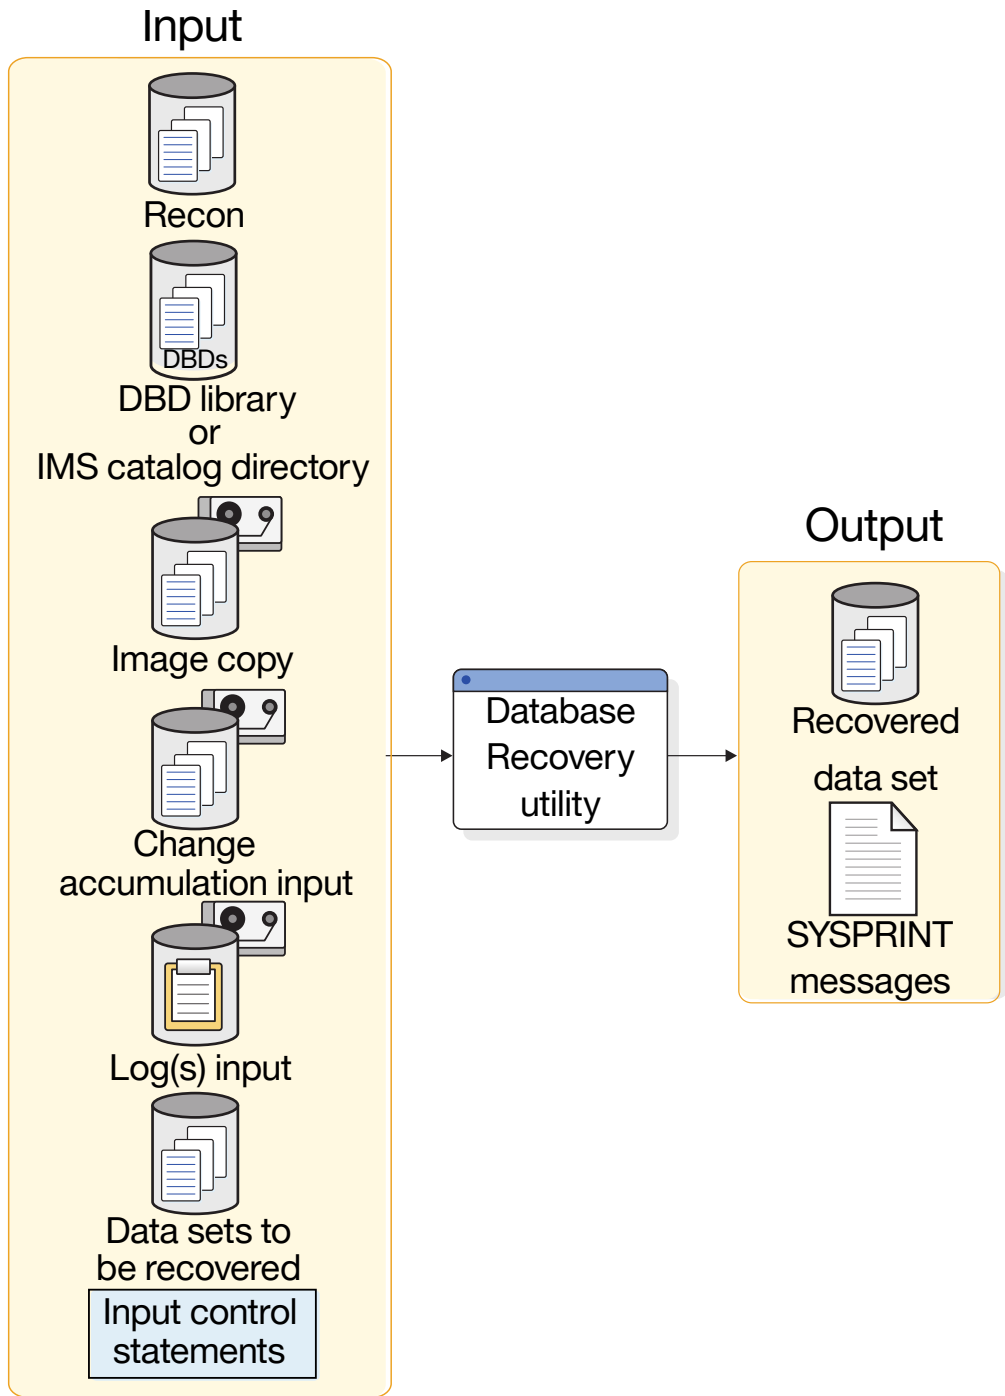 Input
Recon
DBDs
DBD library
or
IMS catalog directory
Image copy
Change
accumulation input
Log(s) input
Data sets to
be recovered
Input control
statements
Database
Recovery
utility
Output
Recovered
data set
SYSPRINT
messages